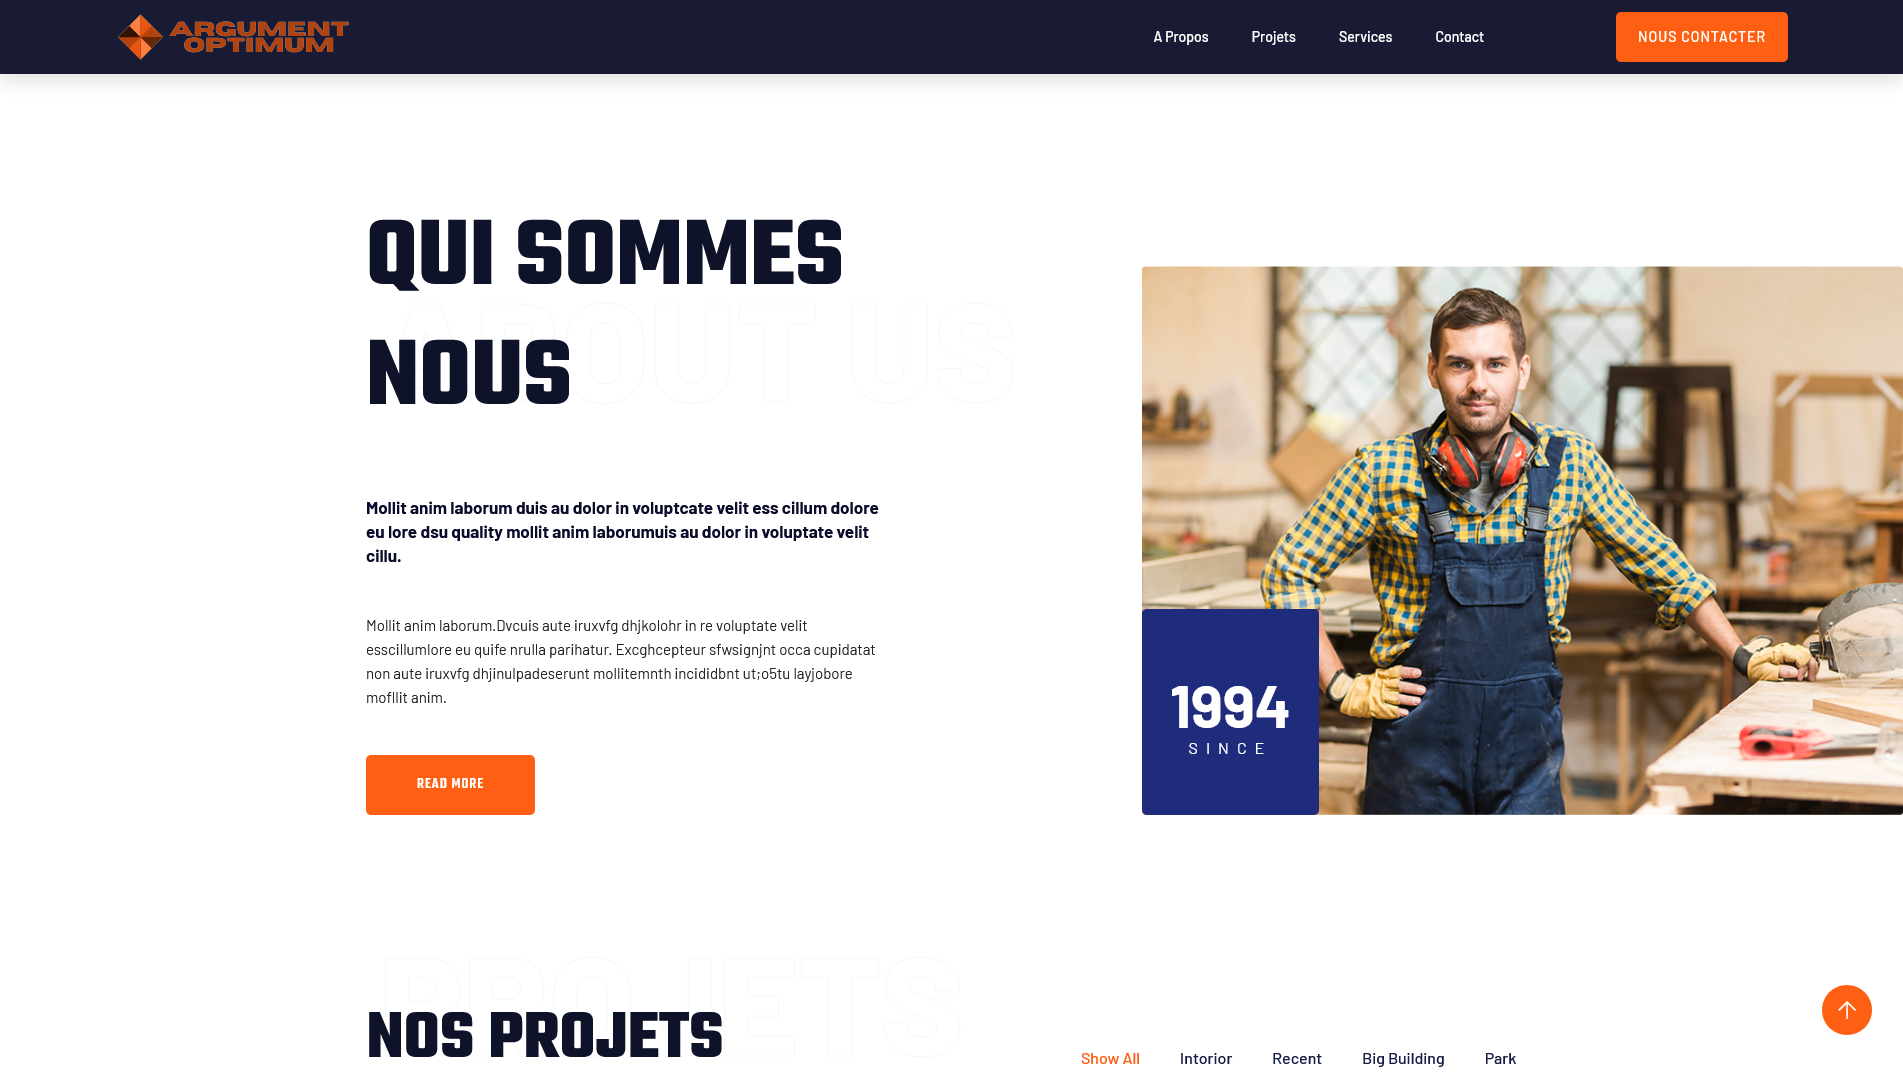 ARGUMENT
OPTIMUM
A Propos
Projets
Services
Contact
NOUS CONTACTER
ABOUT US
QUI SOMMES
NOUS
Mollit anim laborum duis au dolor in voluptcate velit ess cillum dolore
eu lore dsu quality mollit anim laborumuis au dolor in voluptate velit
cillu.
Mollit anim laborum.Dvcuis aute iruxvfg dhjkolohr in re voluptate velit
esscillumlore eu quife nrulla parihatur. Excghcepteur sfwsignjnt occa cupidatat
non aute iruxvfg dhjinulpadeserunt mollitemnth incididbnt ut;o5tu layjobore
mofllit anim.
READ MORE
1994
SINCE
PROJETS
NOS PROJETS
Show All
Intorior
Recent
Big Building
Park